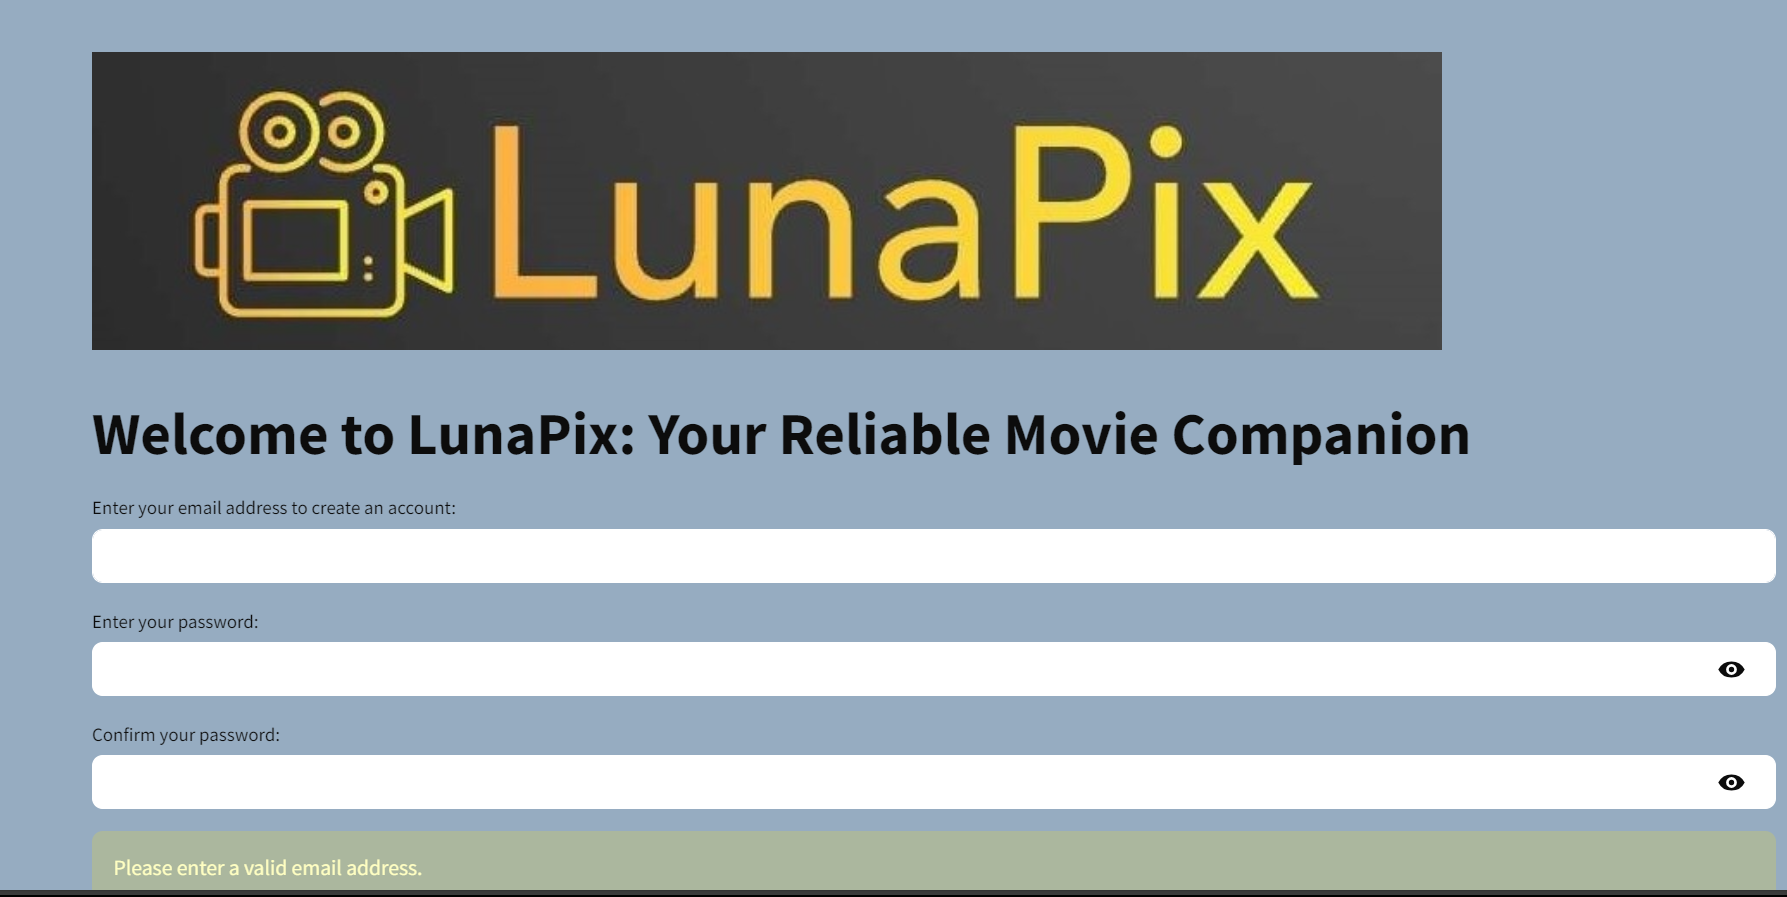 LunaPix
Welcome to LunaPix: Your Reliable Movie Companion
Enter your email address to create an account:
Enter your password:
Confirm your password:
Please enter a valid email address.